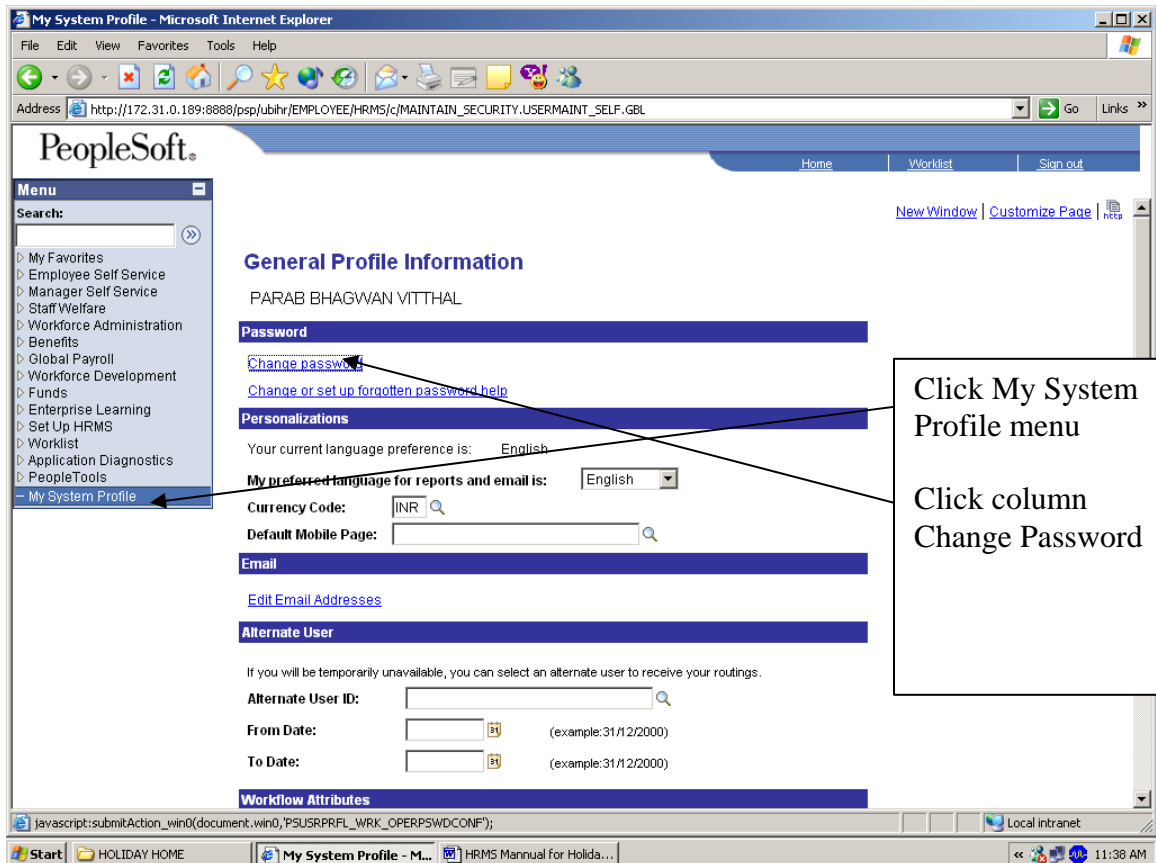 My System Profile - Microsoft Internet Explorer
File Edit View Favorites Tools Help
Address http://172.31.0.189:8888/psp/ubihr/EMPLOYEE/HRMS/c/MAINTAIN_SECURITY.USERMAINT_SELF.GBL Go Links »
PeopleSoft®
Home Worklist Sign out
Menu
Search:
My Favorites
Employee Self Service
Manager Self Service
Staff Welfare
Workforce Administration
Benefits
Global Payroll
Workforce Development
Funds
Enterprise Learning
Set Up HRMS
Worklist
Application Diagnostics
PeopleTools
– My System Profile
New Window | Customize Page | http
General Profile Information
PARAB BHAGWAN VITTHAL
Password
Change password
Change or set up forgotten password help
Personalizations
Your current language preference is: English
My preferred language for reports and email is: English
Currency Code: INR
Default Mobile Page:
Email
Edit Email Addresses
Alternate User
If you will be temporarily unavailable, you can select an alternate user to receive your routings.
Alternate User ID:
From Date: 31 (example:31/12/2000)
To Date: 31 (example:31/12/2000)
Workflow Attributes
Click My System
Profile menu
Click column
Change Password
javascript:submitAction_win0(document.win0,'PSUSRPRFL_WRK_OPERPSWDCONF'); Local intranet
Start HOLIDAY HOME My System Profile - M... HRMS Mannual for Holida... « 11:38 AM